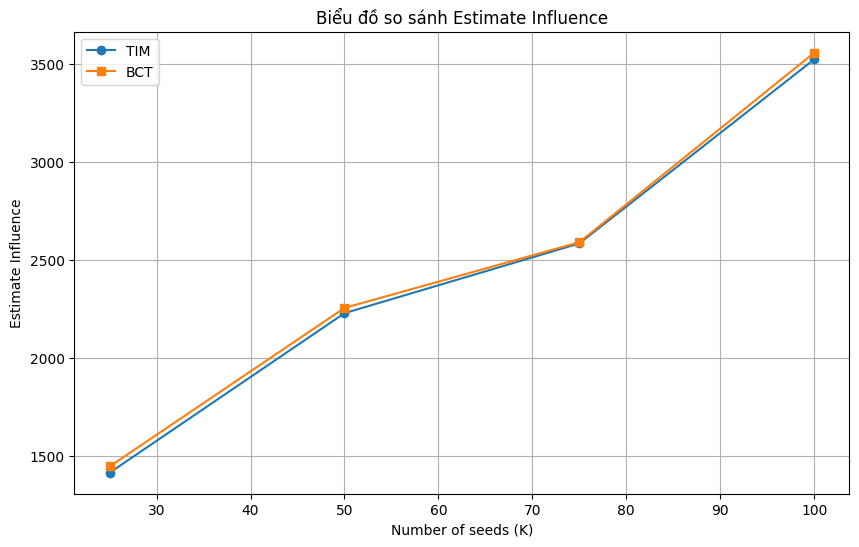 Biểu đồ so sánh Estimate Influence
TIM
BCT
3500
3000
2500
2000
1500
Estimate Influence
30 40 50 60 70 80 90 100
Number of seeds (K)